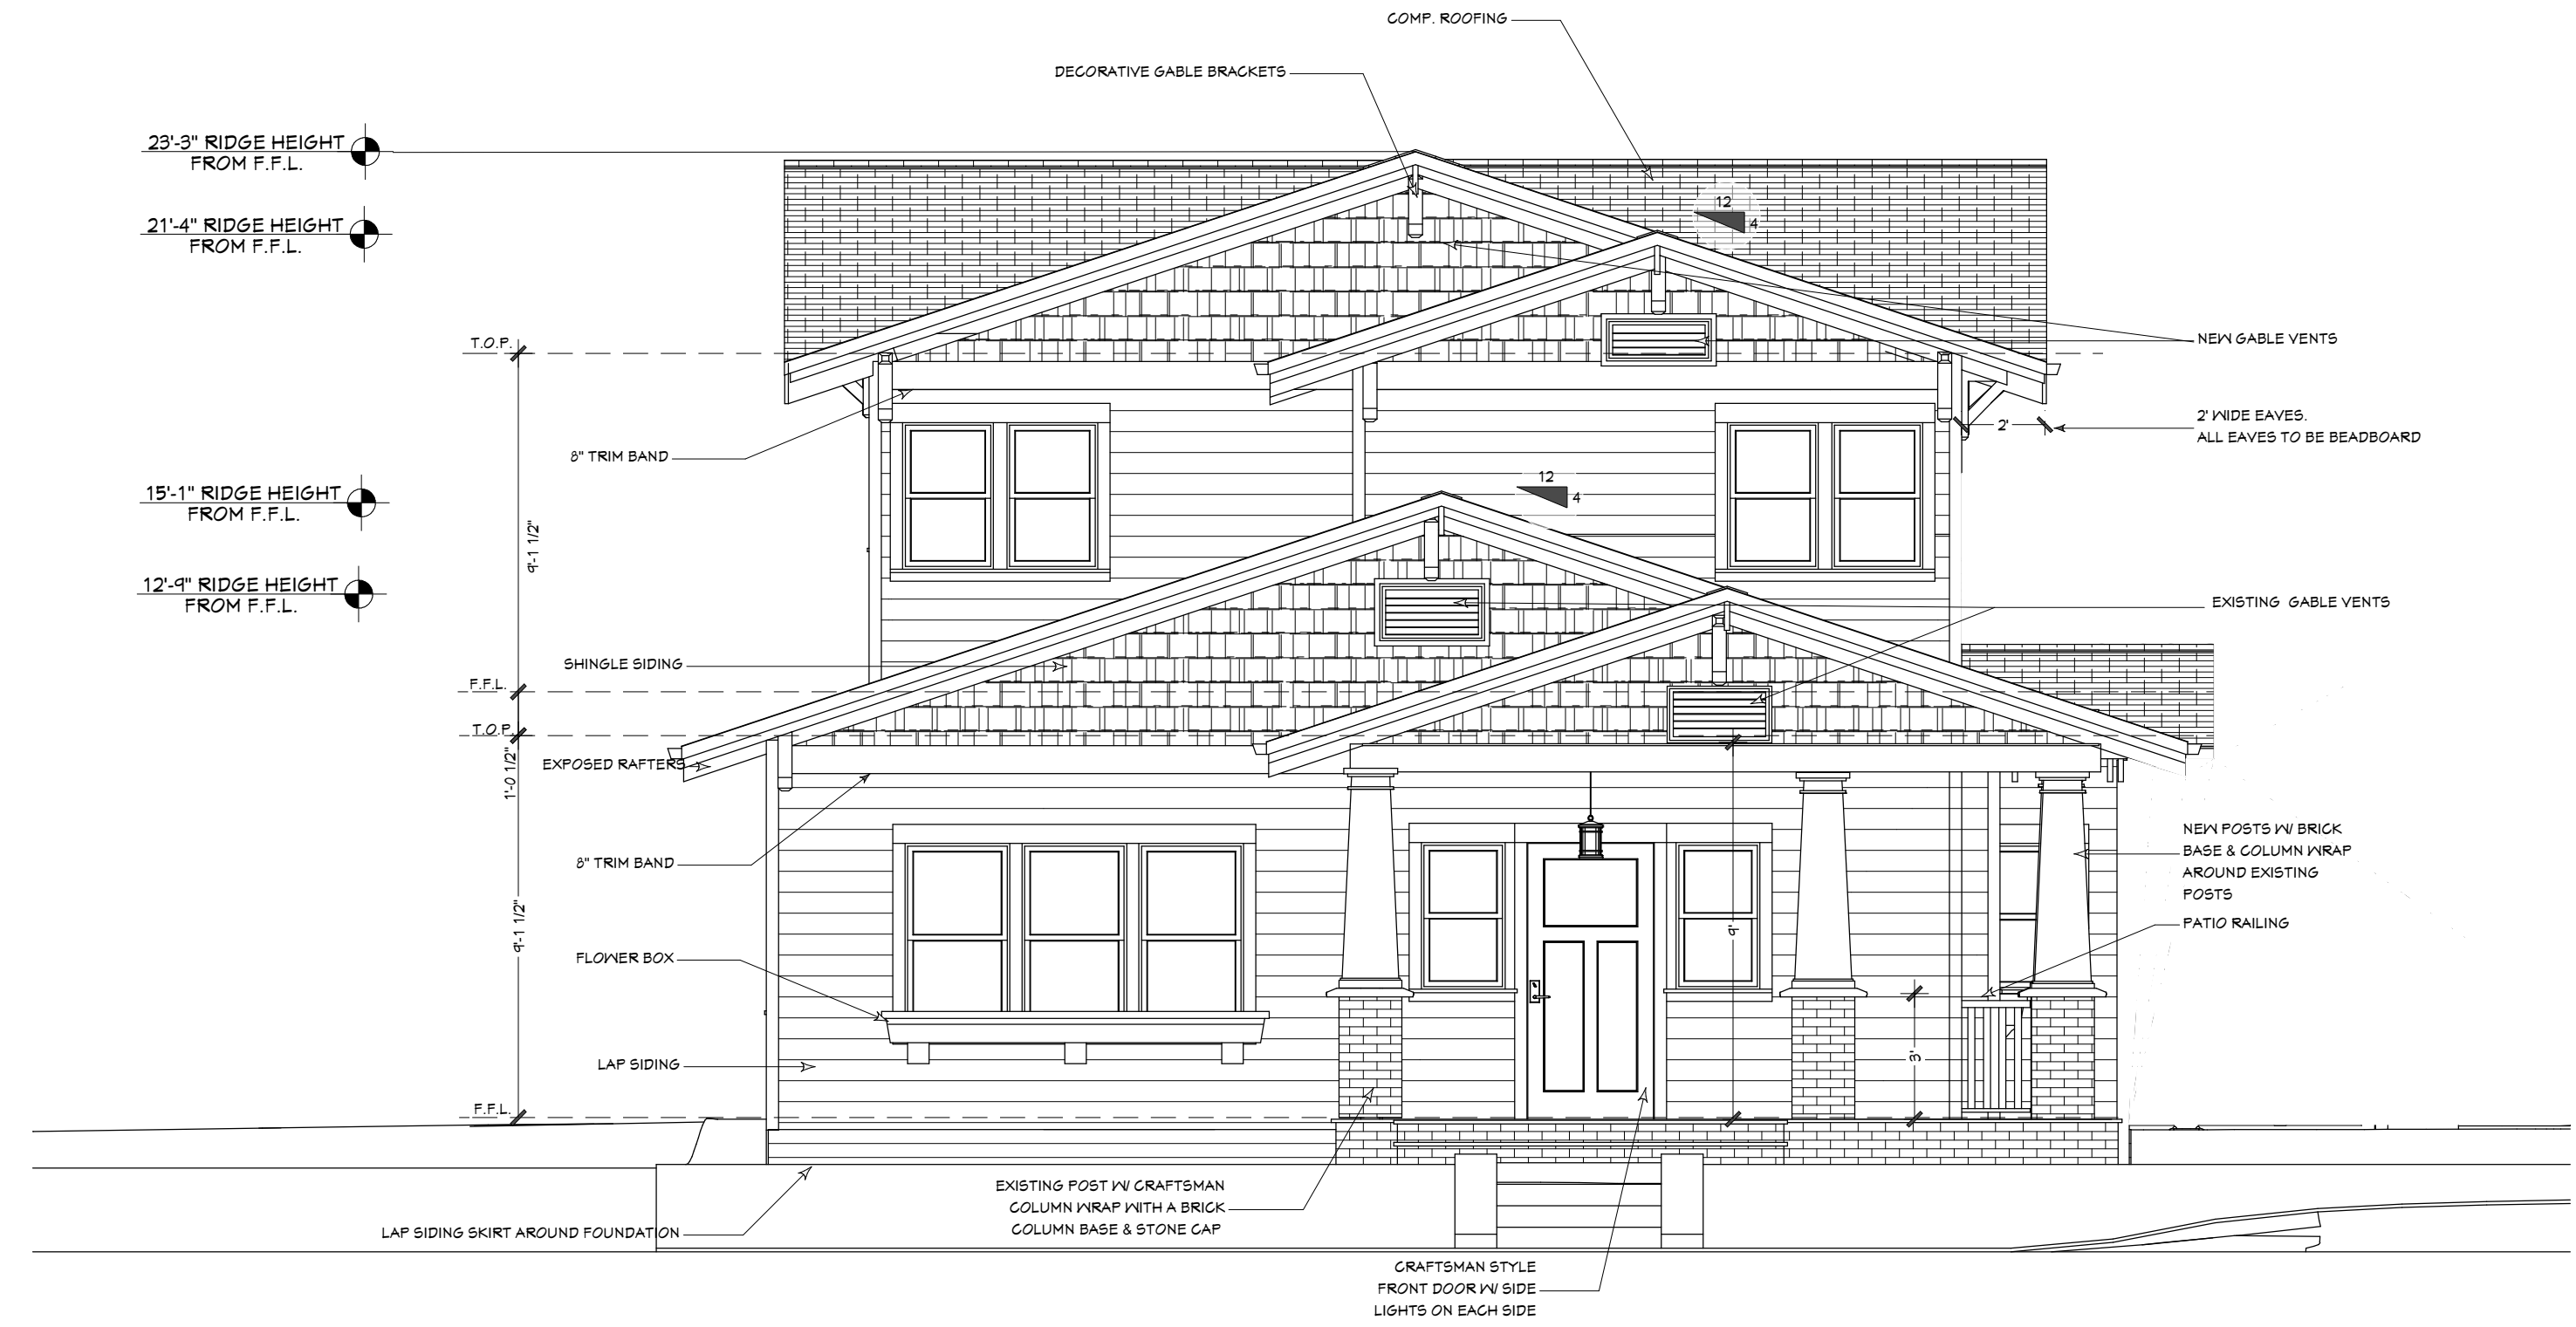 COMP. ROOFING
DECORATIVE GABLE BRACKETS
23'-3" RIDGE HEIGHT
FROM F.F.L.
12
4
21'-4" RIDGE HEIGHT
FROM F.F.L.
T.O.P.
NEW GABLE VENTS
2' WIDE EAVES.
ALL EAVES TO BE BEADBOARD
2'
8" TRIM BAND
12
4
15'-1" RIDGE HEIGHT
FROM F.F.L.
9'-1 1/2"
12'-9" RIDGE HEIGHT
FROM F.F.L.
EXISTING GABLE VENTS
SHINGLE SIDING
F.F.L.
T.O.P.
EXPOSED RAFTERS
1'-0 1/2"
8" TRIM BAND
NEW POSTS W/ BRICK
BASE & COLUMN WRAP
AROUND EXISTING
POSTS
9'-1 1/2"
9'
PATIO RAILING
FLOWER BOX
3'
LAP SIDING
F.F.L.
EXISTING POST W/ CRAFTSMAN
COLUMN WRAP WITH A BRICK
COLUMN BASE & STONE CAP
LAP SIDING SKIRT AROUND FOUNDATION
CRAFTSMAN STYLE
FRONT DOOR W/ SIDE
LIGHTS ON EACH SIDE